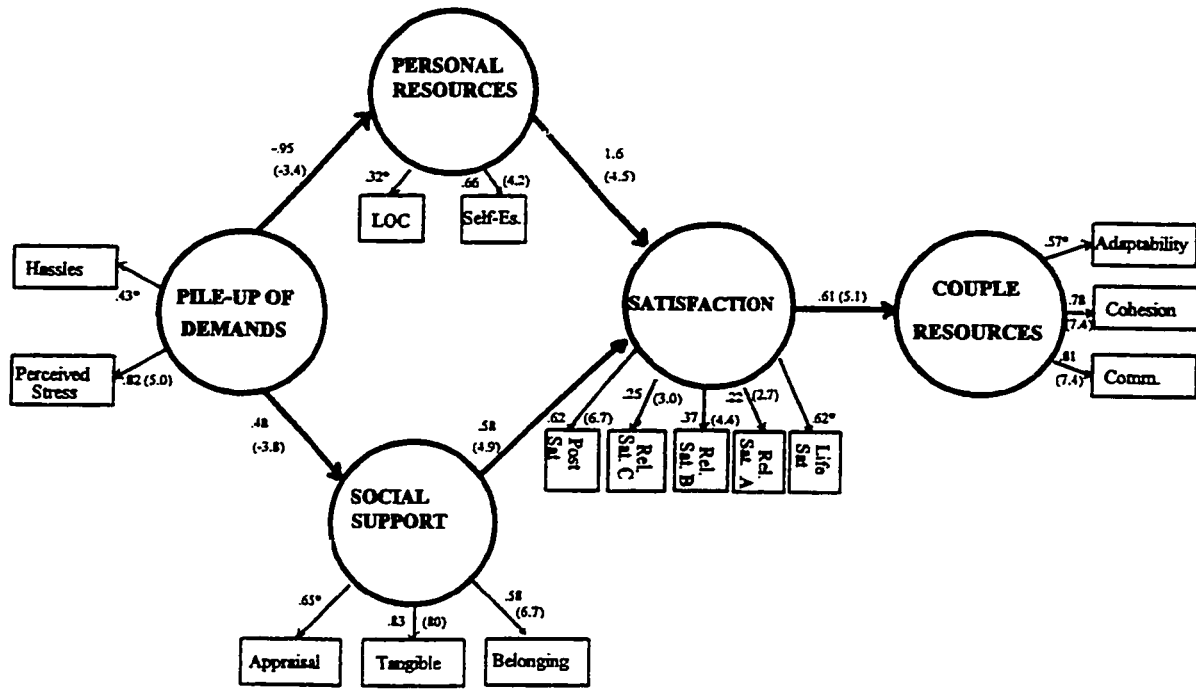 PERSONAL
RESOURCES
-.95
(-3.4)
1.6
(4.5)
.32*
.66
(4.2)
LOC
Self-Es.
Hassles
.43*
PILE-UP OF
DEMANDS
Perceived
Stress
.82 (5.0)
SATISFACTION
.61 (5.1)
COUPLE
RESOURCES
.57*
Adaptability
.78
(7.4)
Cohesion
.81
(7.4)
Comm.
.48
(-3.8)
.58
(4.9)
.62
(6.7)
.25
(3.0)
.37
(4.4)
.22
(2.7)
.62*
Post
Sat
Rel.
Sat. C
Rel.
Sat. B
Rel.
Sat. A
Life
Sat
SOCIAL
SUPPORT
.65*
.83
(80)
.58
(6.7)
Appraisal
Tangible
Belonging